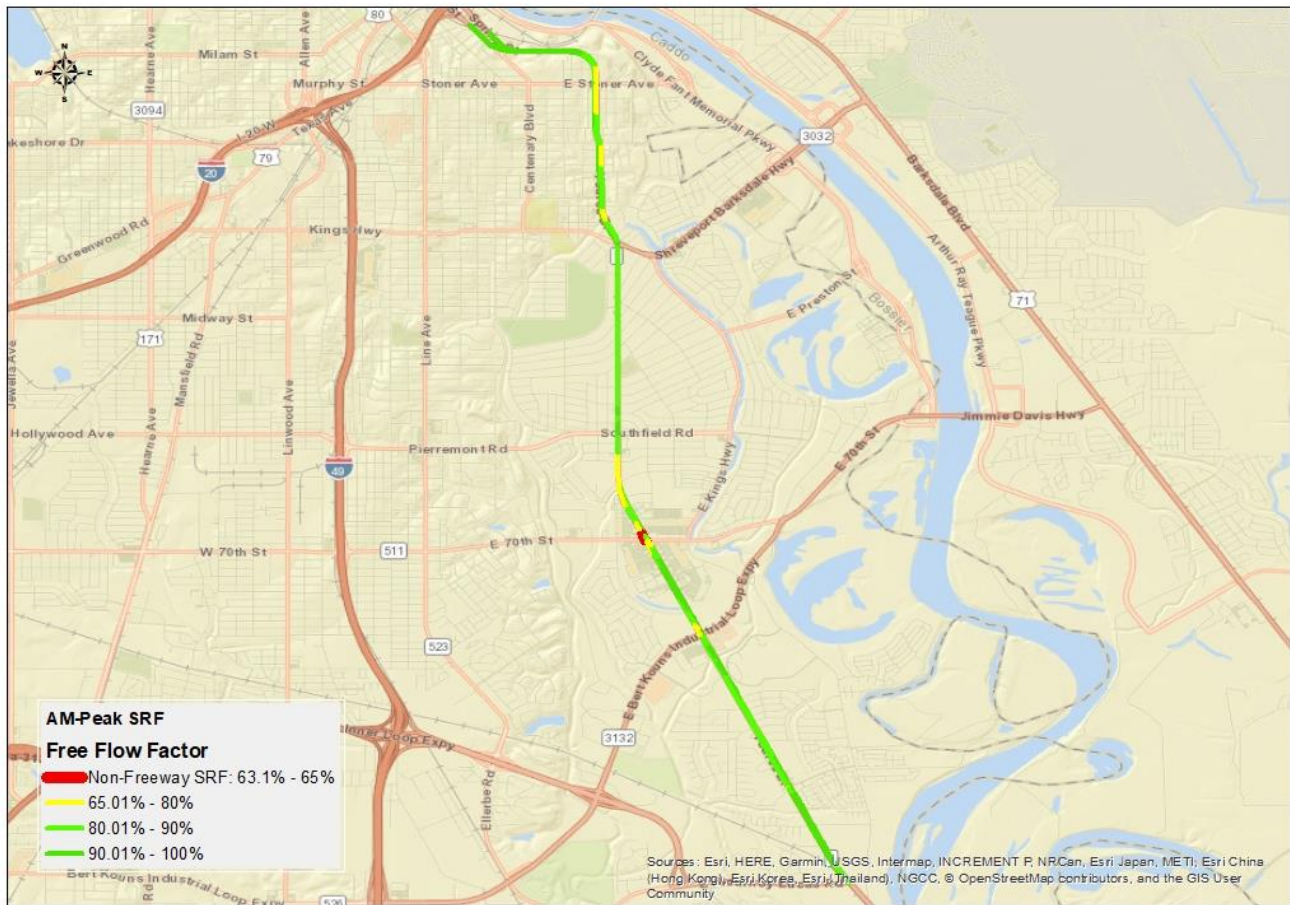 80
St
Milam St
Hearne Ave
Allen Ave
N
W
E
S
Caddo
Clyde Fant Memorial Pkwy
Murphy St
Stoner Ave
E Stoner Ave
3094
Texas Ave
I-20-W
Centenary Blvd
3032
79
20
Barksdale Blvd
Shreveport Barksdale Hwy
Greenwood Rd
Kings Hwy
Arthur Ray Teague Pkwy
E Preston St
71
Bossier
Midway St
171
Mansfield Rd
Line Ave
Jewella Ave
Linwood Ave
Jimmie Davis Hwy
Hollywood Ave
Southfield Rd
Pierremont Rd
Hearne Ave
49
E 70th St
E Kings Hwy
W 70th St
511
E 70th St
E Bert Kouns Industrial Loop Expy
523
AM-Peak SRF
Free Flow Factor
Non-Freeway SRF: 63.1% - 65%
65.01% - 80%
80.01% - 90%
90.01% - 100%
Inner Loop Expy
3132
Ellerbe Rd
Sources: Esri, HERE, Garmin, USGS, Intermap, INCREMENT P, NRCan, Esri Japan, METI, Esri China
(Hong Kong), Esri Korea, Esri (Thailand), NGCC, © OpenStreetMap contributors, and the GIS User
Community
Bert Kouns Industrial Loop Expy
Rd
526